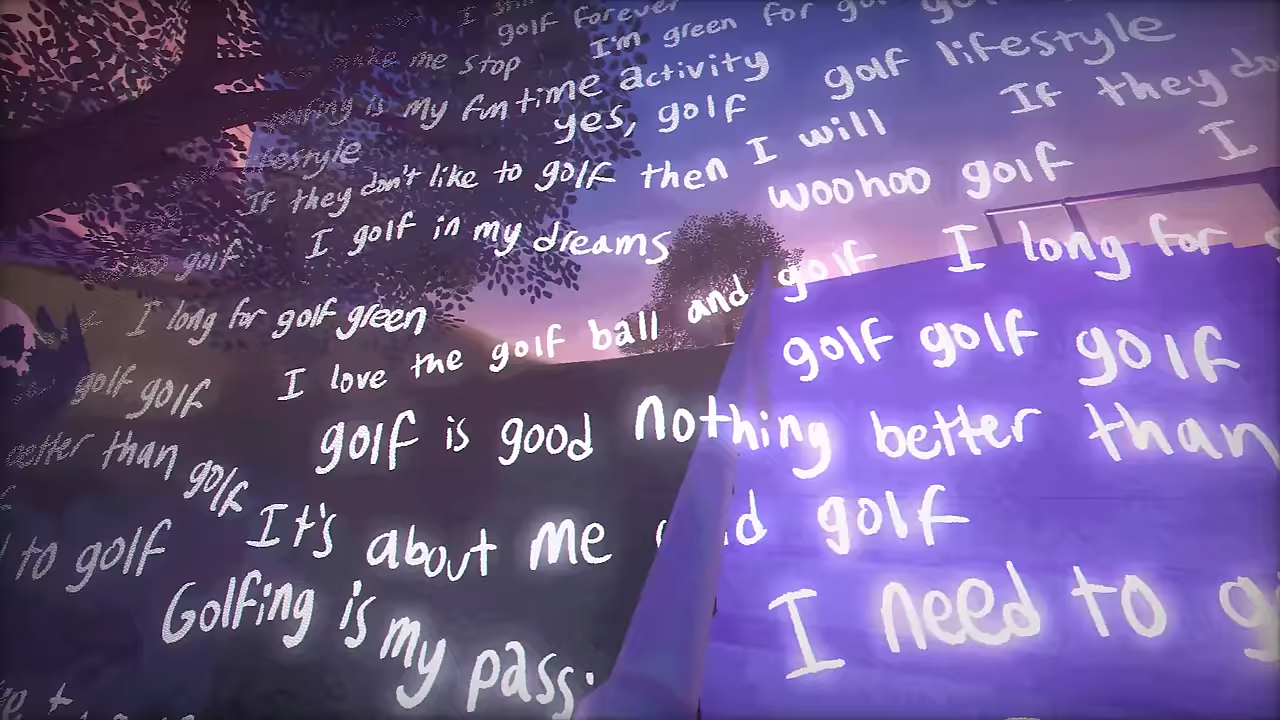 I
golf forever
I'm green for
make me stop
Golfing is my fun time activity
golf lifestyle
yes, golf
If they
If they don't like to golf then I will
I
woohoo golf
I golf in my dreams
golf
I long for
I long for golf green
I love the golf ball and golf
golf golf golf
golf golf
golf is good nothing better than
better than golf
It's about me golf
to golf
I need to
Golfing is my